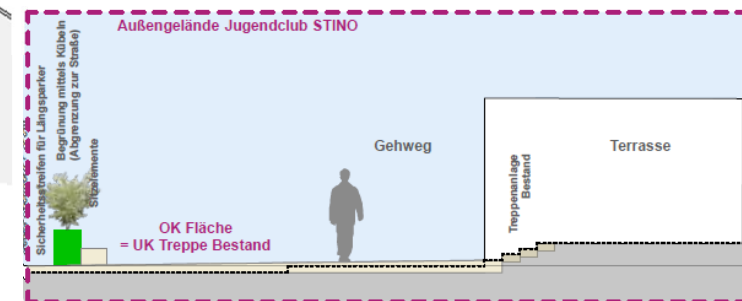 Außengelände Jugendclub STINO
Sicherheitsstreifen für Längsparker
Begrünung mittels Kübeln
(Abgrenzung zur Straße)
Sitzelemente
OK Fläche
= UK Treppe Bestand
Gehweg
Treppenanlage
Bestand
Terrasse